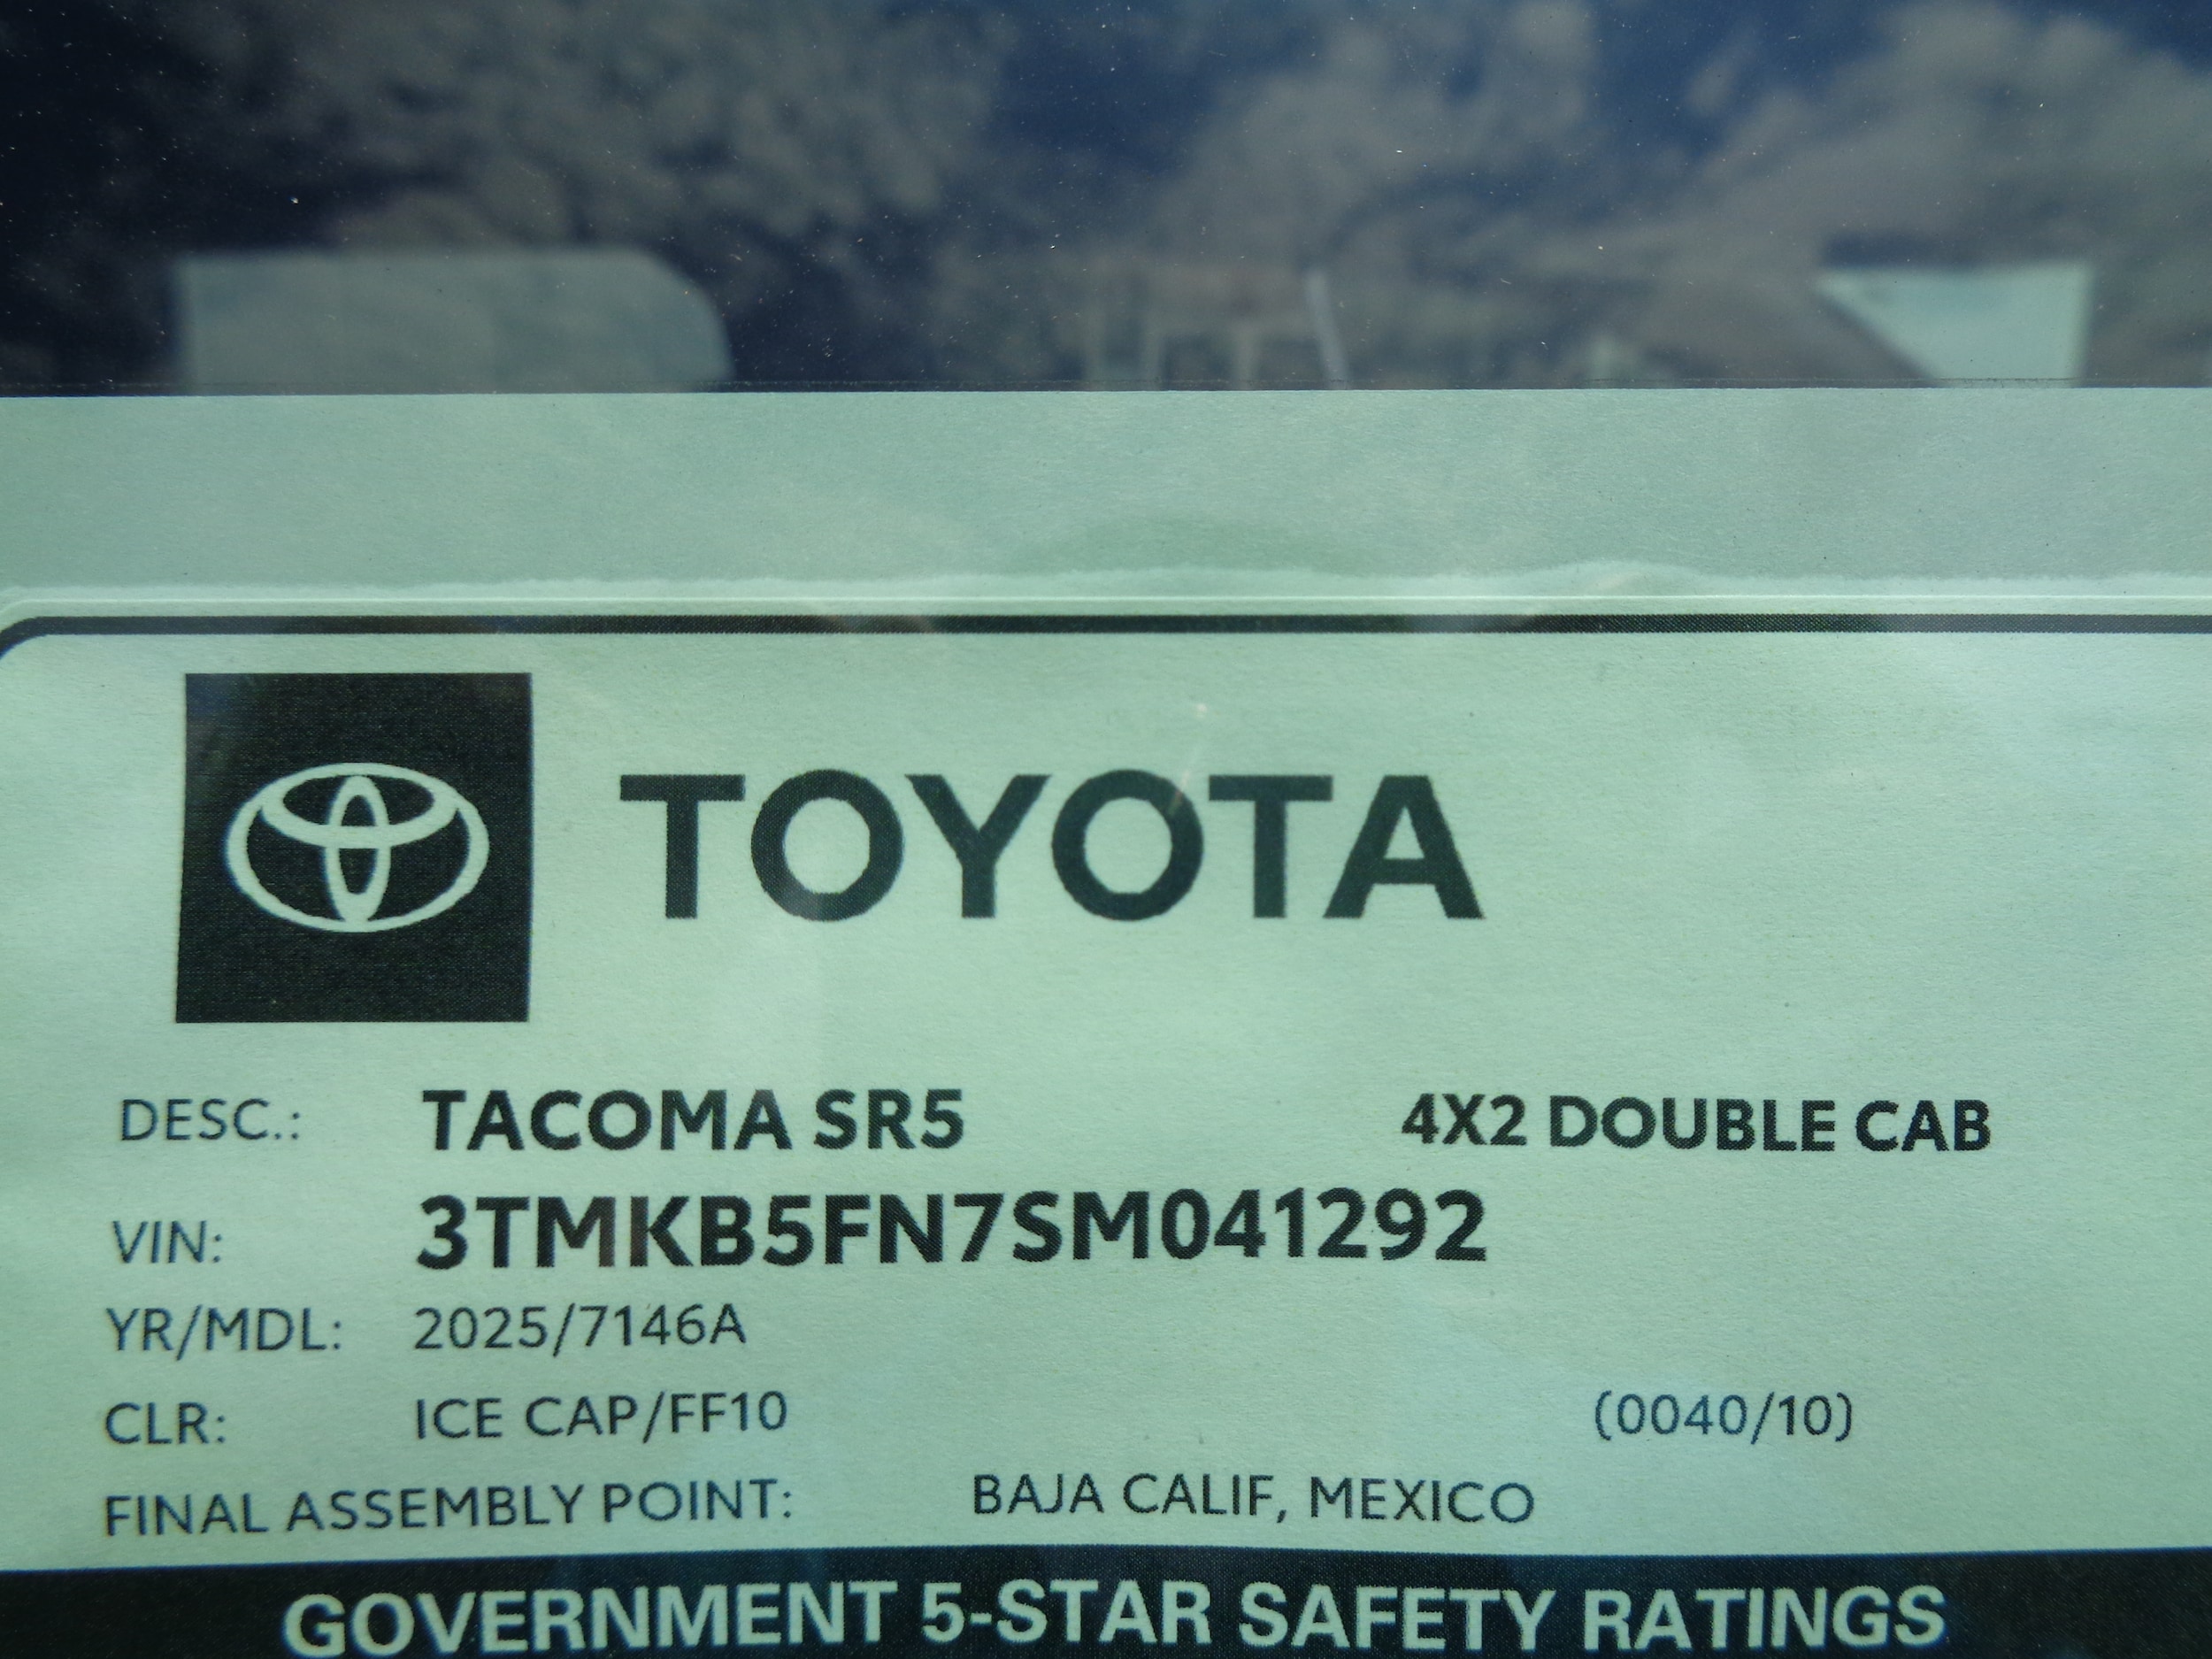 TOYOTA
DESC.: TACOMA SR5 4X2 DOUBLE CAB
VIN: 3TMKB5FN7SM041292
YR/MDL: 2025/7146A
CLR: ICE CAP/FF10 (0040/10)
FINAL ASSEMBLY POINT: BAJA CALIF, MEXICO
GOVERNMENT 5-STAR SAFETY RATINGS